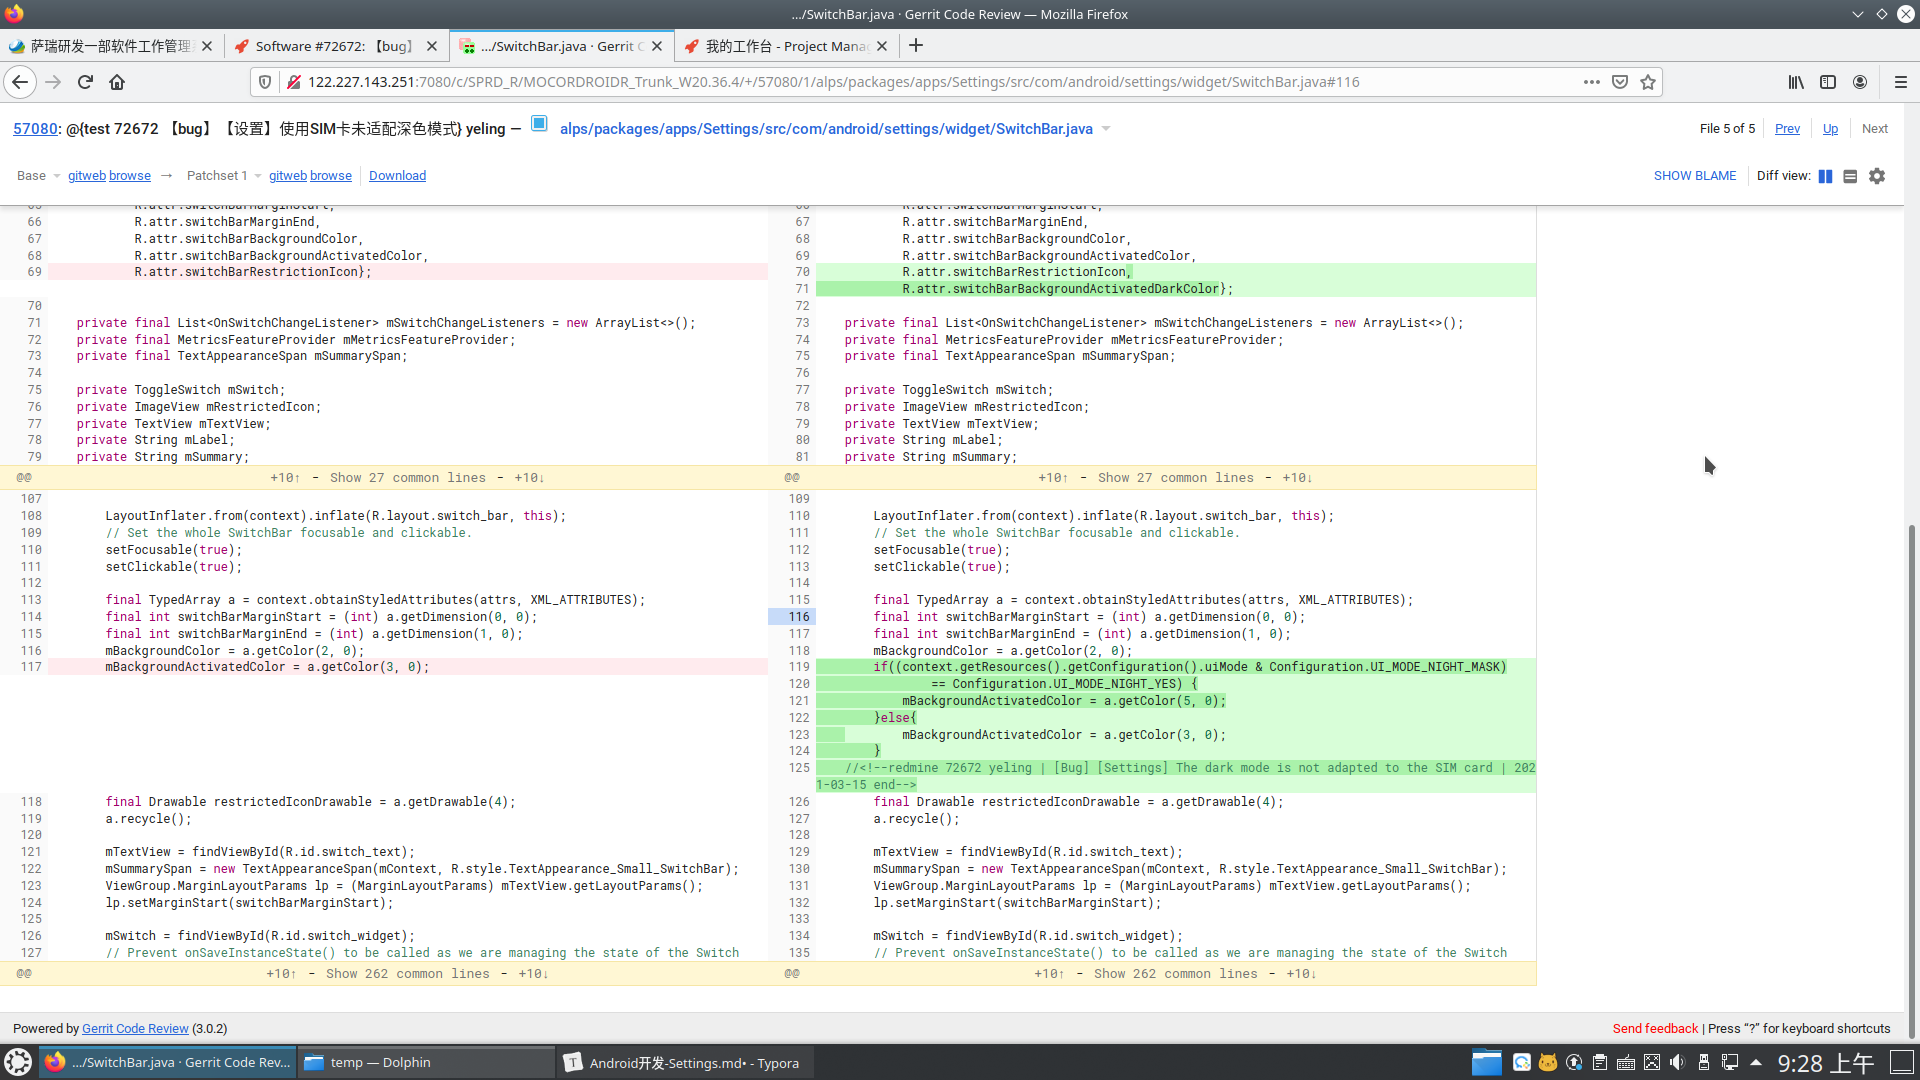 .../SwitchBar.java · Gerrit Code Review — Mozilla Firefox
萨瑞研发一部软件工作管理
Software #72672: 【bug】
.../SwitchBar.java · Gerrit C
我的工作台 - Project Mana
122.227.143.251:7080/c/SPRD_R/MOCORDROIDR_Trunk_W20.36.4/+/57080/1/alps/packages/apps/Settings/src/com/android/settings/widget/SwitchBar.java#116
57080: @{test 72672 【bug】【设置】使用SIM卡未适配深色模式} yeling — alps/packages/apps/Settings/src/com/android/settings/widget/SwitchBar.java
File 5 of 5 Prev Up Next
Base gitweb browse → Patchset 1 gitweb browse Download
SHOW BLAME Diff view:
66 R.attr.switchBarMarginEnd,
67 R.attr.switchBarBackgroundColor,
68 R.attr.switchBarBackgroundActivatedColor,
69 R.attr.switchBarRestrictionIcon};
70
71 private final List<OnSwitchChangeListener> mSwitchChangeListeners = new ArrayList<>();
72 private final MetricsFeatureProvider mMetricsFeatureProvider;
73 private final TextAppearanceSpan mSummarySpan;
74
75 private ToggleSwitch mSwitch;
76 private ImageView mRestrictedIcon;
77 private TextView mTextView;
78 private String mLabel;
79 private String mSummary;
@@ +10↑ - Show 27 common lines - +10↓
107
108 LayoutInflater.from(context).inflate(R.layout.switch_bar, this);
109 // Set the whole SwitchBar focusable and clickable.
110 setFocusable(true);
111 setClickable(true);
112
113 final TypedArray a = context.obtainStyledAttributes(attrs, XML_ATTRIBUTES);
114 final int switchBarMarginStart = (int) a.getDimension(0, 0);
115 final int switchBarMarginEnd = (int) a.getDimension(1, 0);
116 mBackgroundColor = a.getColor(2, 0);
117 mBackgroundActivatedColor = a.getColor(3, 0);
118 final Drawable restrictedIconDrawable = a.getDrawable(4);
119 a.recycle();
120
121 mTextView = findViewById(R.id.switch_text);
122 mSummarySpan = new TextAppearanceSpan(mContext, R.style.TextAppearance_Small_SwitchBar);
123 ViewGroup.MarginLayoutParams lp = (MarginLayoutParams) mTextView.getLayoutParams();
124 lp.setMarginStart(switchBarMarginStart);
125
126 mSwitch = findViewById(R.id.switch_widget);
127 // Prevent onSaveInstanceState() to be called as we are managing the state of the Switch
@@ +10↑ - Show 262 common lines - +10↓
67 R.attr.switchBarMarginEnd,
68 R.attr.switchBarBackgroundColor,
69 R.attr.switchBarBackgroundActivatedColor,
70 R.attr.switchBarRestrictionIcon,
71 R.attr.switchBarBackgroundActivatedDarkColor};
72
73 private final List<OnSwitchChangeListener> mSwitchChangeListeners = new ArrayList<>();
74 private final MetricsFeatureProvider mMetricsFeatureProvider;
75 private final TextAppearanceSpan mSummarySpan;
76
77 private ToggleSwitch mSwitch;
78 private ImageView mRestrictedIcon;
79 private TextView mTextView;
80 private String mLabel;
81 private String mSummary;
@@ +10↑ - Show 27 common lines - +10↓
109
110 LayoutInflater.from(context).inflate(R.layout.switch_bar, this);
111 // Set the whole SwitchBar focusable and clickable.
112 setFocusable(true);
113 setClickable(true);
114
115 final TypedArray a = context.obtainStyledAttributes(attrs, XML_ATTRIBUTES);
116 final int switchBarMarginStart = (int) a.getDimension(0, 0);
117 final int switchBarMarginEnd = (int) a.getDimension(1, 0);
118 mBackgroundColor = a.getColor(2, 0);
119 if((context.getResources().getConfiguration().uiMode & Configuration.UI_MODE_NIGHT_MASK)
120 == Configuration.UI_MODE_NIGHT_YES) {
121 mBackgroundActivatedColor = a.getColor(5, 0);
122 }else{
123 mBackgroundActivatedColor = a.getColor(3, 0);
124 }
125 //<!--redmine 72672 yeling | [Bug] [Settings] The dark mode is not adapted to the SIM card | 202
1-03-15 end-->
126 final Drawable restrictedIconDrawable = a.getDrawable(4);
127 a.recycle();
128
129 mTextView = findViewById(R.id.switch_text);
130 mSummarySpan = new TextAppearanceSpan(mContext, R.style.TextAppearance_Small_SwitchBar);
131 ViewGroup.MarginLayoutParams lp = (MarginLayoutParams) mTextView.getLayoutParams();
132 lp.setMarginStart(switchBarMarginStart);
133
134 mSwitch = findViewById(R.id.switch_widget);
135 // Prevent onSaveInstanceState() to be called as we are managing the state of the Switch
@@ +10↑ - Show 262 common lines - +10↓
Powered by Gerrit Code Review (3.0.2)
Send feedback | Press “?” for keyboard shortcuts
.../SwitchBar.java · Gerrit Code Rev...
temp — Dolphin
T Android开发-Settings.md• - Typora
9:28 上午